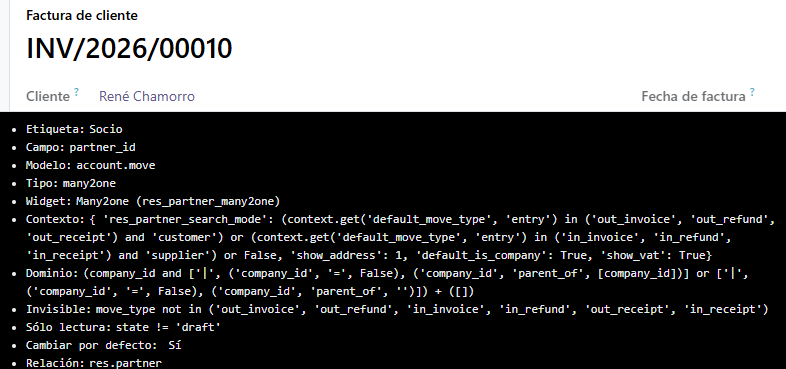 Factura de cliente
INV/2026/00010
Cliente ? René Chamorro Fecha de factura ?
• Etiqueta: Socio
• Campo: partner_id
• Modelo: account.move
• Tipo: many2one
• Widget: Many2one (res_partner_many2one)
• Contexto: { 'res_partner_search_mode': (context.get('default_move_type', 'entry') in ('out_invoice', 'out_refund',
'out_receipt') and 'customer') or (context.get('default_move_type', 'entry') in ('in_invoice', 'in_refund',
'in_receipt') and 'supplier') or False, 'show_address': 1, 'default_is_company': True, 'show_vat': True}
• Dominio: (company_id and ['|', ('company_id', '=', False), ('company_id', 'parent_of', [company_id])] or ['|',
('company_id', '=', False), ('company_id', 'parent_of', '')]) + ([])
• Invisible: move_type not in ('out_invoice', 'out_refund', 'in_invoice', 'in_refund', 'out_receipt', 'in_receipt')
• Sólo lectura: state != 'draft'
• Cambiar por defecto: Sí
• Relación: res.partner